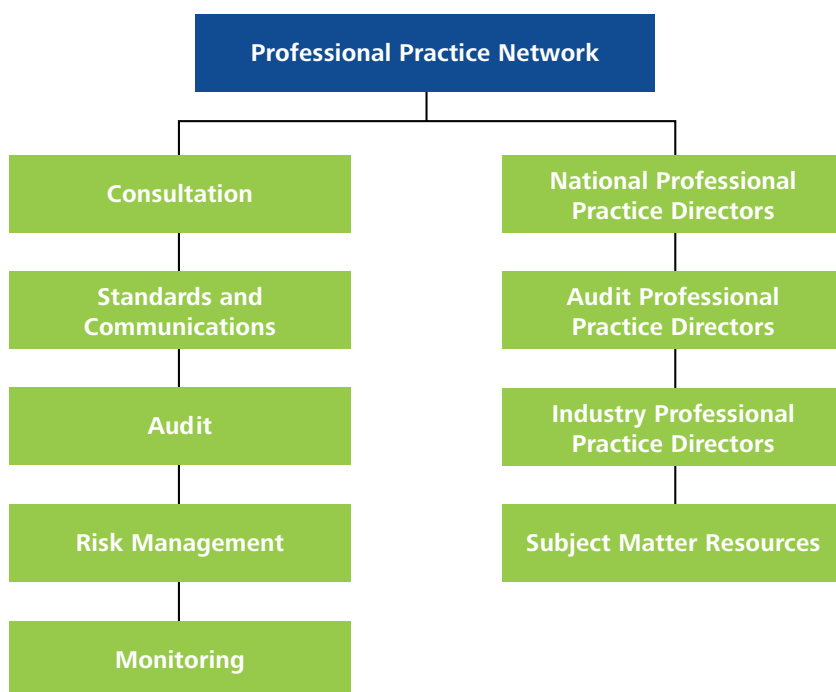 Professional Practice Network
Consultation
Standards and
Communications
Audit
Risk Management
Monitoring
National Professional
Practice Directors
Audit Professional
Practice Directors
Industry Professional
Practice Directors
Subject Matter Resources